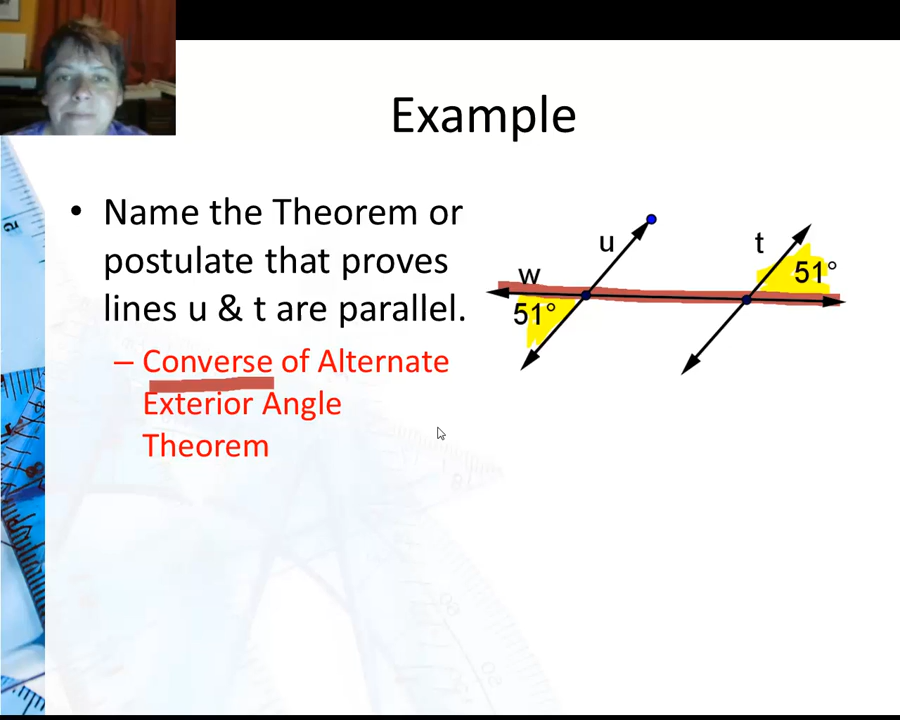 Example
• Name the Theorem or
postulate that proves
lines u & t are parallel.
– Converse of Alternate
Exterior Angle
Theorem
u
t
w
51°
51°